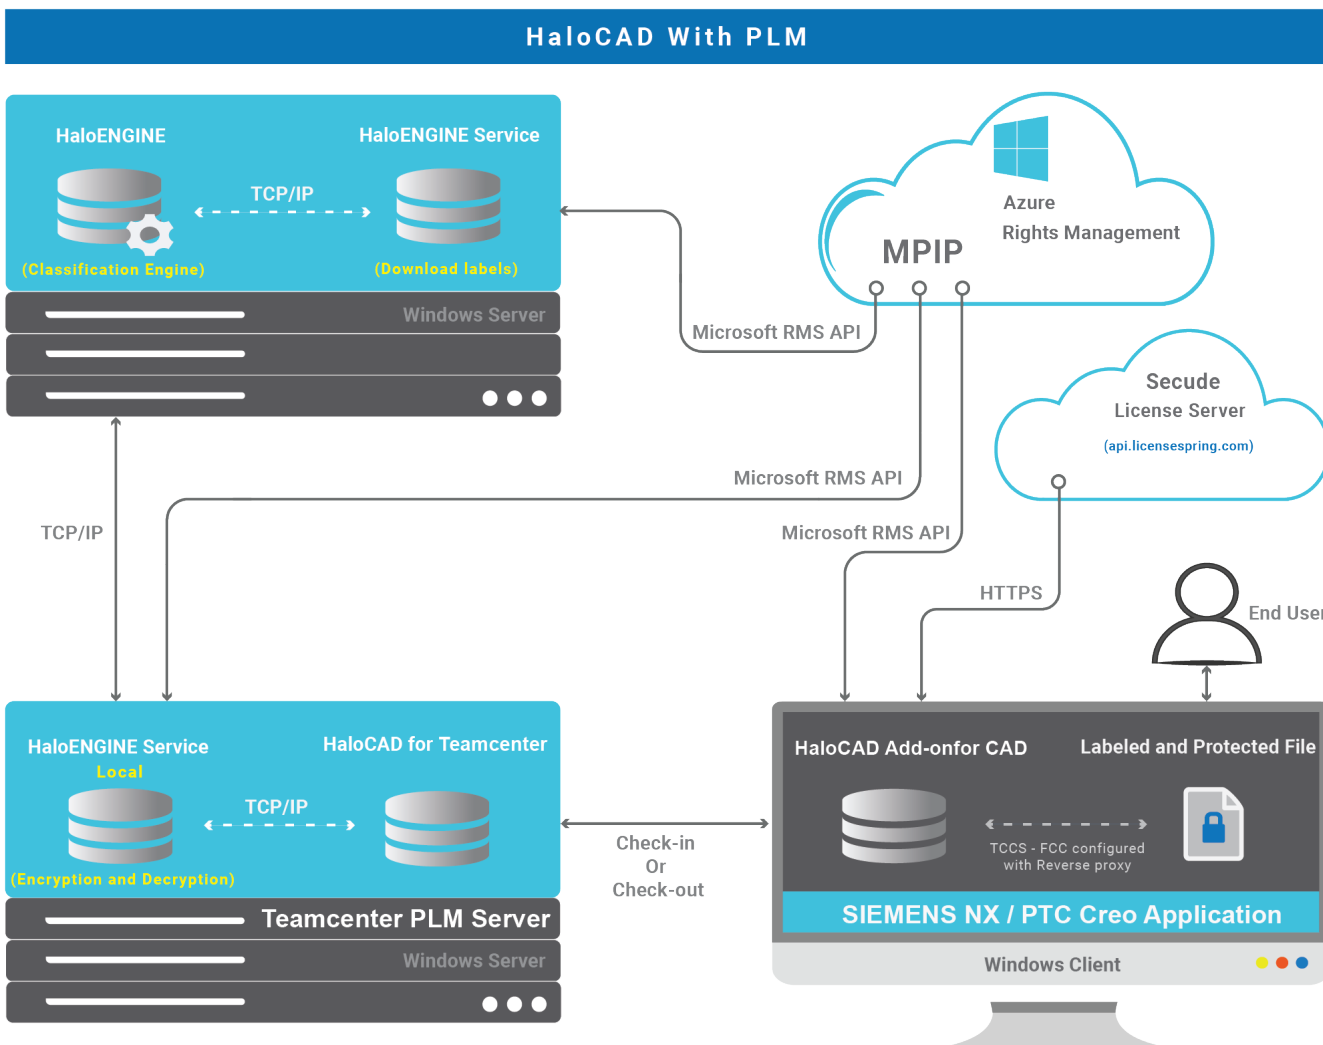 HaloCAD With PLM
HaloENGINE
HaloENGINE Service
TCP/IP
(Classification Engine)
(Download labels)
Windows Server
Azure
Rights Management
MPIP
Microsoft RMS API
Secude
License Server
(api.licensespring.com)
Microsoft RMS API
TCP/IP
Microsoft RMS API
HTTPS
End User
HaloENGINE Service
Local
HaloCAD for Teamcenter
TCP/IP
(Encryption and Decryption)
Teamcenter PLM Server
Windows Server
Check-in
Or
Check-out
HaloCAD Add-onfor CAD
Labeled and Protected File
TCCS - FCC configured
with Reverse proxy
SIEMENS NX / PTC Creo Application
Windows Client